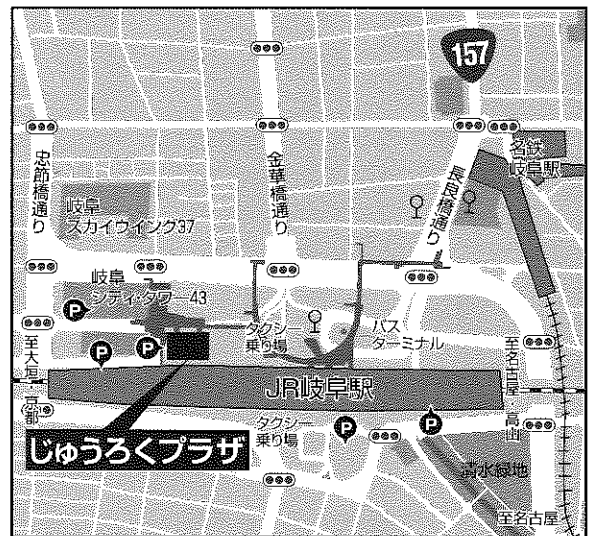 157
名鉄
岐阜駅
忠節橋通り
金華橋通り
長良橋通り
岐阜
スカイウイング37
岐阜
シティ・タワー43
P
P
P
タクシー
乗り場
バス
ターミナル
至大垣・京都
至名古屋・高山
JR岐阜駅
タクシー
乗り場
P
P
じゅうろくプラザ
清水緑地
至名古屋